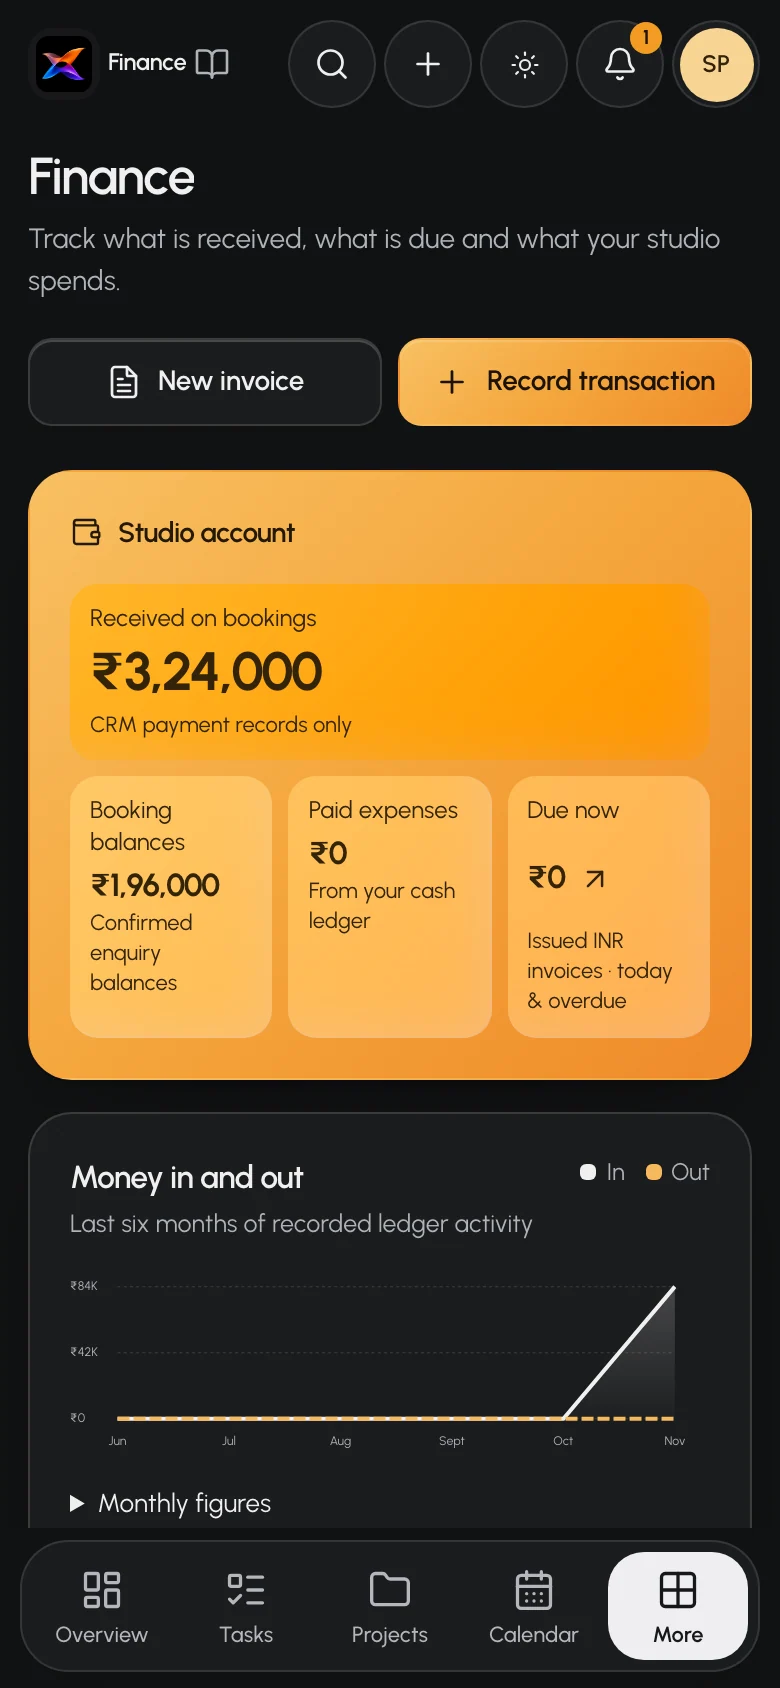 Finance
1
SP
Finance
Track what is received, what is due and what your studio
spends.
New invoice
Record transaction
Studio account
Received on bookings
₹3,24,000
CRM payment records only
Booking
balances
₹1,96,000
Confirmed
enquiry
balances
Paid expenses
₹0
From your cash
ledger
Due now
₹0
Issued INR
invoices · today
& overdue
Money in and out
In
Out
Last six months of recorded ledger activity
₹84K
₹42K
₹0
Jun
Jul
Aug
Sept
Oct
Nov
Monthly figures
Overview
Tasks
Projects
Calendar
More